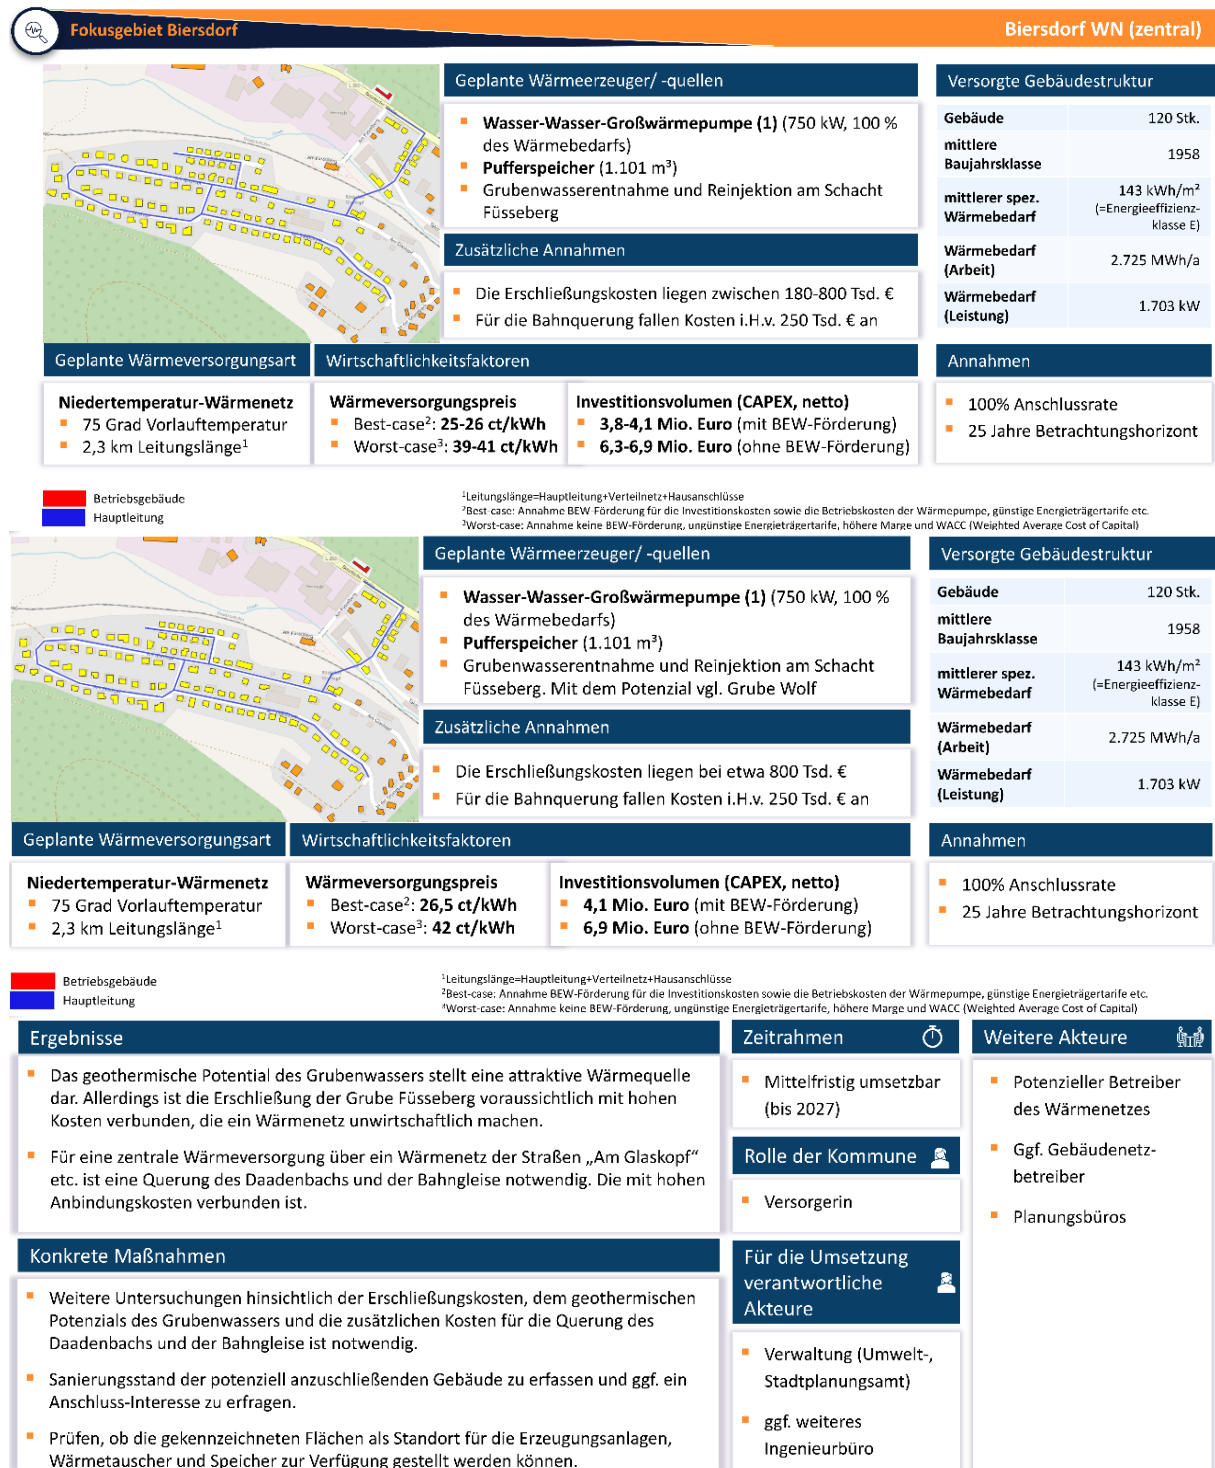 Fokusgebiet Biersdorf
Biersdorf WN (zentral)
Geplante Wärmeerzeuger/ -quellen
Wasser-Wasser-Großwärmepumpe (1) (750 kW, 100 %
des Wärmebedarfs)
Pufferspeicher (1.101 m³)
Grubenwasserentnahme und Reinjektion am Schacht
Füsseberg
Zusätzliche Annahmen
Die Erschließungskosten liegen zwischen 180-800 Tsd. €
Für die Bahnquerung fallen Kosten i.H.v. 250 Tsd. € an
Versorgte Gebäudestruktur
Gebäude 120 Stk.
mittlere
Baujahrsklasse 1958
mittlerer spez.
Wärmebedarf
143 kWh/m²
(=Energieeffizienz-
klasse E)
Wärmebedarf
(Arbeit) 2.725 MWh/a
Wärmebedarf
(Leistung) 1.703 kW
Geplante Wärmeversorgungsart
Niedertemperatur-Wärmenetz
75 Grad Vorlauftemperatur
2,3 km Leitungslänge¹
Wirtschaftlichkeitsfaktoren
Wärmeversorgungspreis
Best-case²: 25-26 ct/kWh
Worst-case³: 39-41 ct/kWh
Investitionsvolumen (CAPEX, netto)
3,8-4,1 Mio. Euro (mit BEW-Förderung)
6,3-6,9 Mio. Euro (ohne BEW-Förderung)
Annahmen
100% Anschlussrate
25 Jahre Betrachtungshorizont
Betriebsgebäude
Hauptleitung
¹Leitungslänge=Hauptleitung+Verteilnetz+Hausanschlüsse
²Best-case: Annahme BEW-Förderung für die Investitionskosten sowie die Betriebskosten der Wärmepumpe, günstige Energieträgertarife etc.
³Worst-case: Annahme keine BEW-Förderung, ungünstige Energieträgertarife, höhere Marge und WACC (Weighted Average Cost of Capital)
Geplante Wärmeerzeuger/ -quellen
Wasser-Wasser-Großwärmepumpe (1) (750 kW, 100 %
des Wärmebedarfs)
Pufferspeicher (1.101 m³)
Grubenwasserentnahme und Reinjektion am Schacht
Füsseberg. Mit dem Potenzial vgl. Grube Wolf
Zusätzliche Annahmen
Die Erschließungskosten liegen bei etwa 800 Tsd. €
Für die Bahnquerung fallen Kosten i.H.v. 250 Tsd. € an
Versorgte Gebäudestruktur
Gebäude 120 Stk.
mittlere
Baujahrsklasse 1958
mittlerer spez.
Wärmebedarf
143 kWh/m²
(=Energieeffizienz-
klasse E)
Wärmebedarf
(Arbeit) 2.725 MWh/a
Wärmebedarf
(Leistung) 1.703 kW
Geplante Wärmeversorgungsart
Niedertemperatur-Wärmenetz
75 Grad Vorlauftemperatur
2,3 km Leitungslänge¹
Wirtschaftlichkeitsfaktoren
Wärmeversorgungspreis
Best-case²: 26,5 ct/kWh
Worst-case³: 42 ct/kWh
Investitionsvolumen (CAPEX, netto)
4,1 Mio. Euro (mit BEW-Förderung)
6,9 Mio. Euro (ohne BEW-Förderung)
Annahmen
100% Anschlussrate
25 Jahre Betrachtungshorizont
Betriebsgebäude
Hauptleitung
¹Leitungslänge=Hauptleitung+Verteilnetz+Hausanschlüsse
²Best-case: Annahme BEW-Förderung für die Investitionskosten sowie die Betriebskosten der Wärmepumpe, günstige Energieträgertarife etc.
³Worst-case: Annahme keine BEW-Förderung, ungünstige Energieträgertarife, höhere Marge und WACC (Weighted Average Cost of Capital)
Ergebnisse
Das geothermische Potential des Grubenwassers stellt eine attraktive Wärmequelle
dar. Allerdings ist die Erschließung der Grube Füsseberg voraussichtlich mit hohen
Kosten verbunden, die ein Wärmenetz unwirtschaftlich machen.
Für eine zentrale Wärmeversorgung über ein Wärmenetz der Straßen „Am Glaskopf“
etc. ist eine Querung des Daadenbachs und der Bahngleise notwendig. Die mit hohen
Anbindungskosten verbunden ist.
Konkrete Maßnahmen
Weitere Untersuchungen hinsichtlich der Erschließungskosten, dem geothermischen
Potenzials des Grubenwassers und die zusätzlichen Kosten für die Querung des
Daadenbachs und der Bahngleise ist notwendig.
Sanierungsstand der potenziell anzuschließenden Gebäude zu erfassen und ggf. ein
Anschluss-Interesse zu erfragen.
Prüfen, ob die gekennzeichneten Flächen als Standort für die Erzeugungsanlagen,
Wärmetauscher und Speicher zur Verfügung gestellt werden können.
Zeitrahmen
Mittelfristig umsetzbar
(bis 2027)
Rolle der Kommune
Versorgerin
Für die Umsetzung
verantwortliche
Akteure
Verwaltung (Umwelt-,
Stadtplanungsamt)
ggf. weiteres
Ingenieurbüro
Weitere Akteure
Potenzieller Betreiber
des Wärmenetzes
Ggf. Gebäudenetz-
betreiber
Planungsbüros